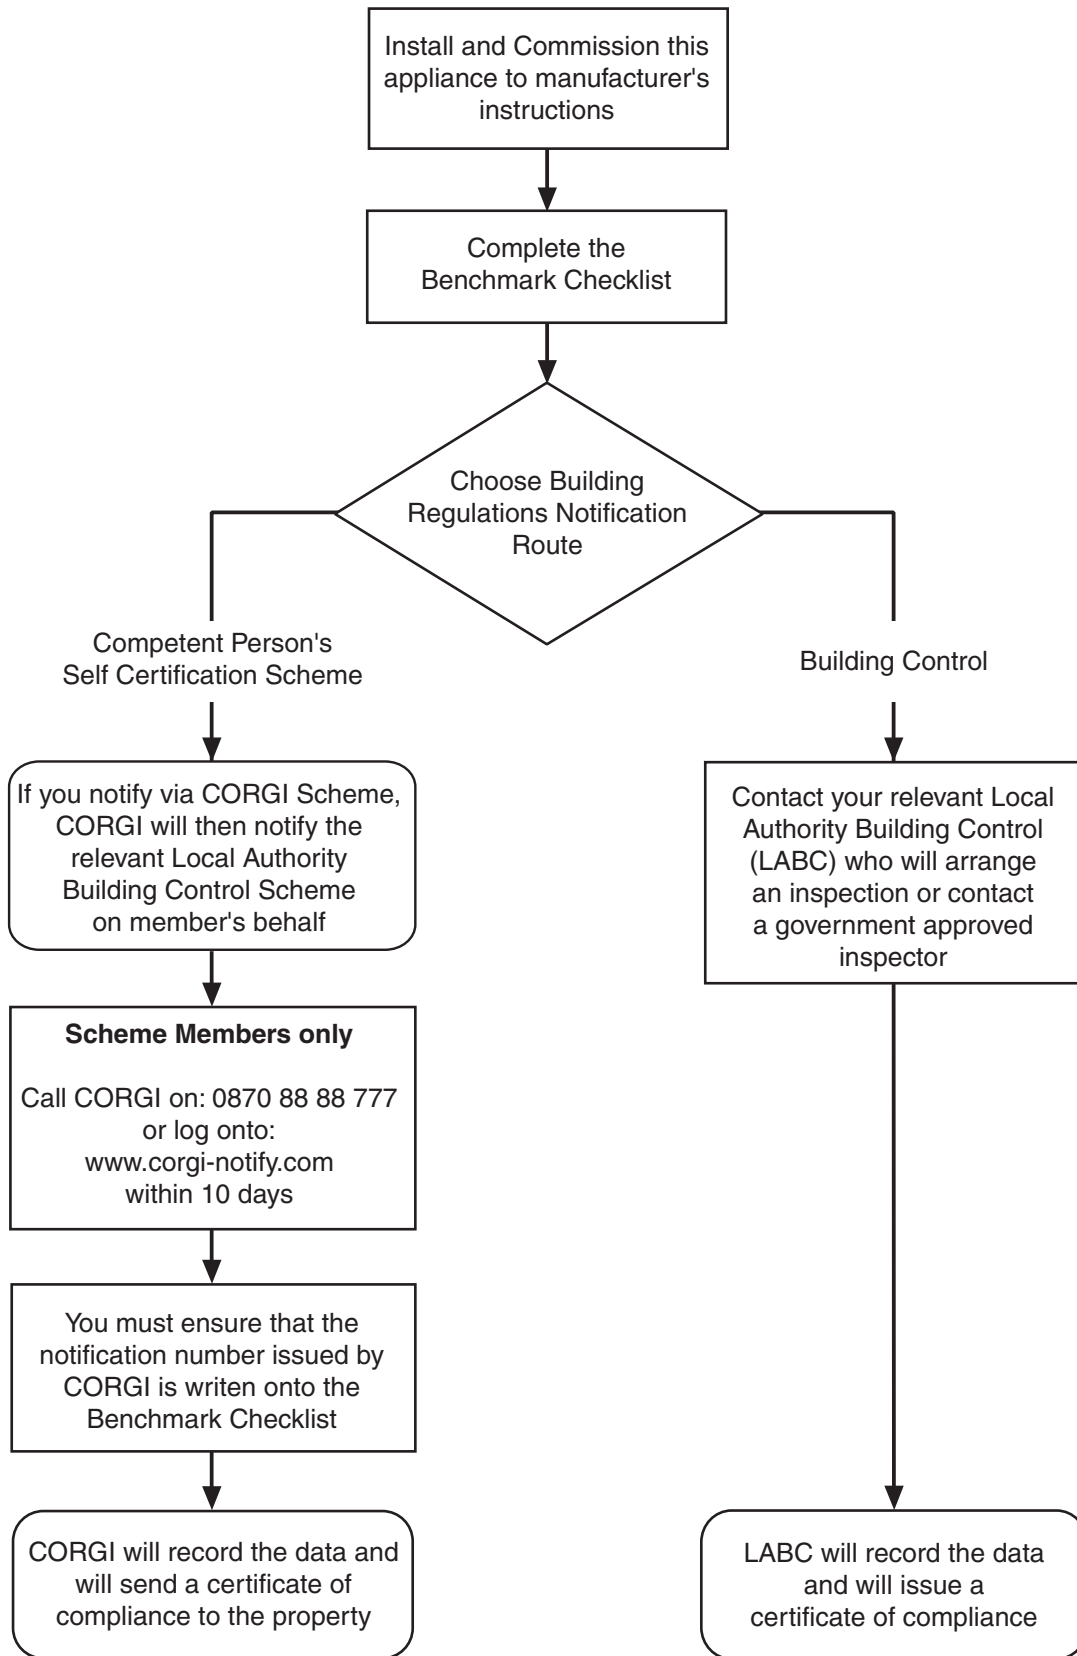 Install and Commission this
appliance to manufacturer's
instructions
Complete the
Benchmark Checklist
Choose Building
Regulations Notification
Route
Competent Person's
Self Certification Scheme
Building Control
If you notify via CORGI Scheme,
CORGI will then notify the
relevant Local Authority
Building Control Scheme
on member's behalf
Contact your relevant Local
Authority Building Control
(LABC) who will arrange
an inspection or contact
a government approved
inspector
Scheme Members only
Call CORGI on: 0870 88 88 777
or log onto:
www.corgi-notify.com
within 10 days
You must ensure that the
notification number issued by
CORGI is writen onto the
Benchmark Checklist
CORGI will record the data and
will send a certificate of
compliance to the property
LABC will record the data
and will issue a
certificate of compliance